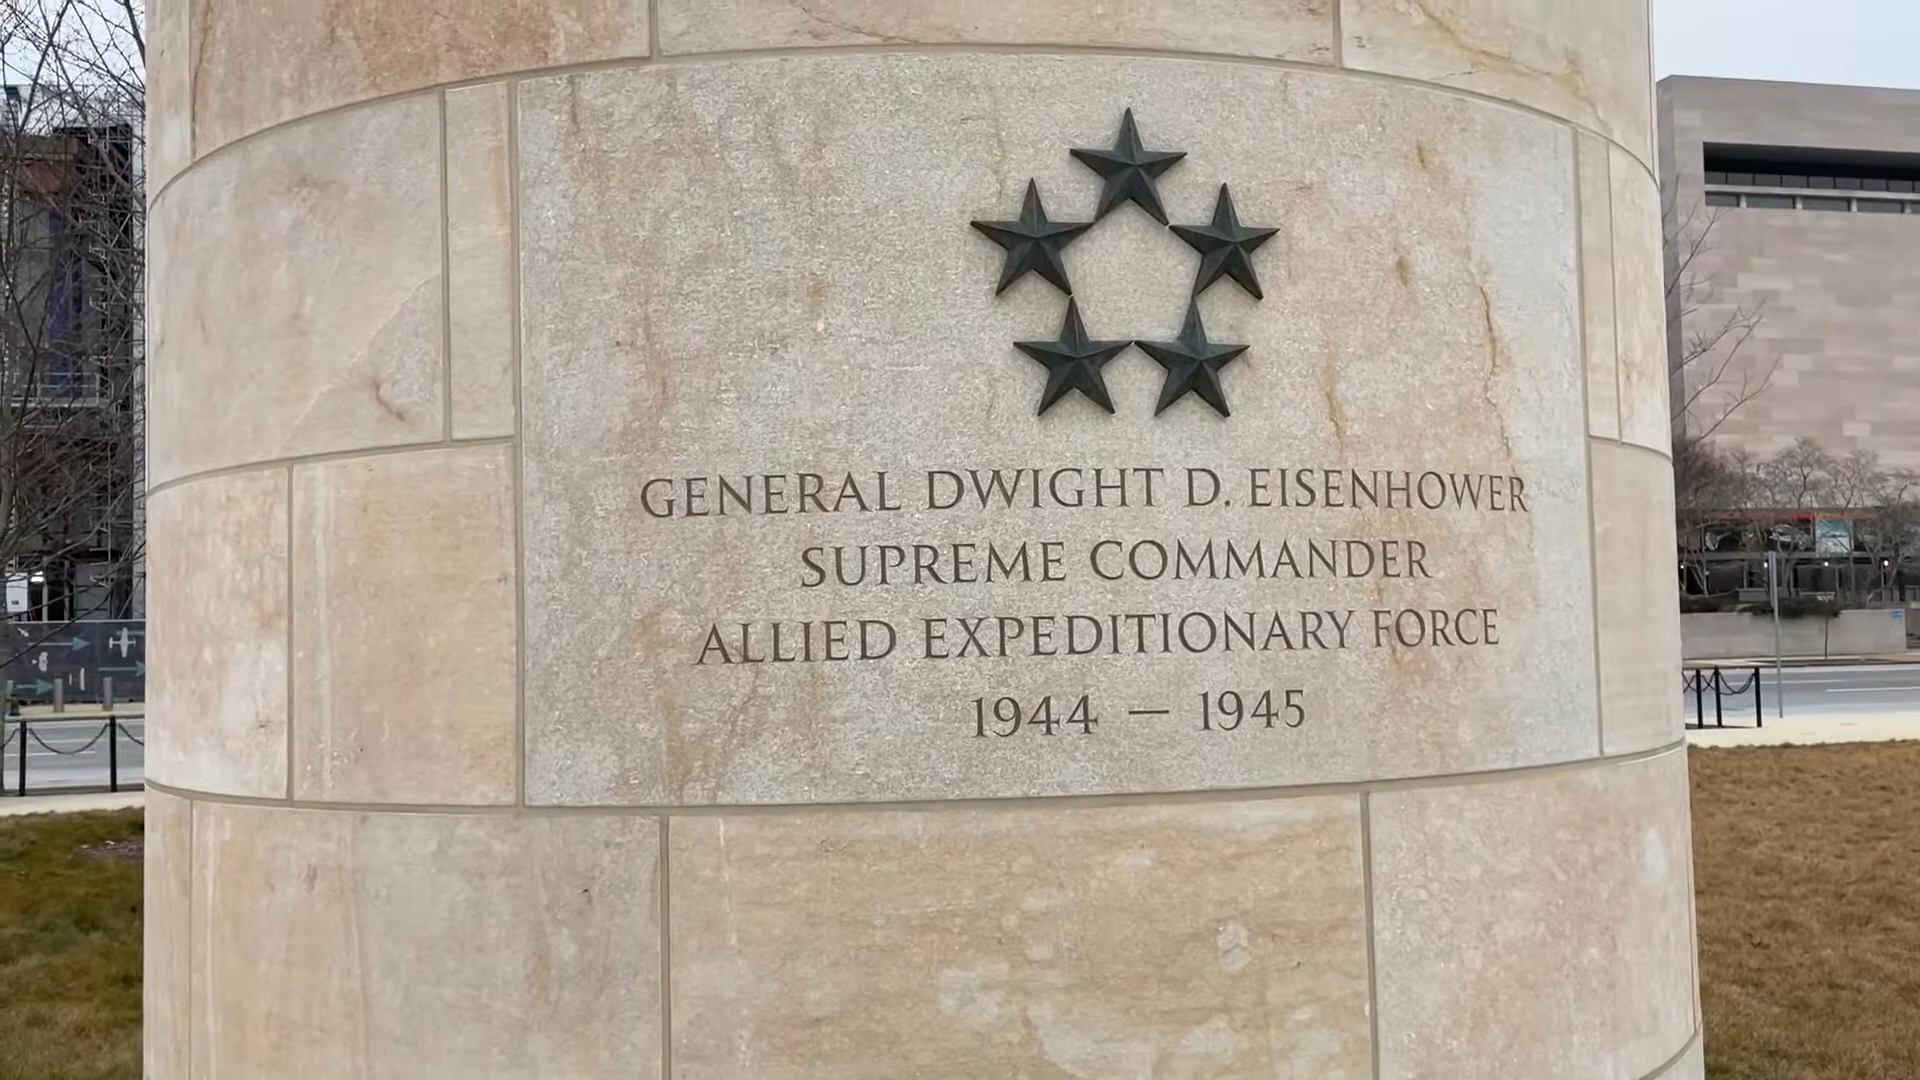 GENERAL DWIGHT D. EISENHOWER
SUPREME COMMANDER
ALLIED EXPEDITIONARY FORCE
1944 — 1945